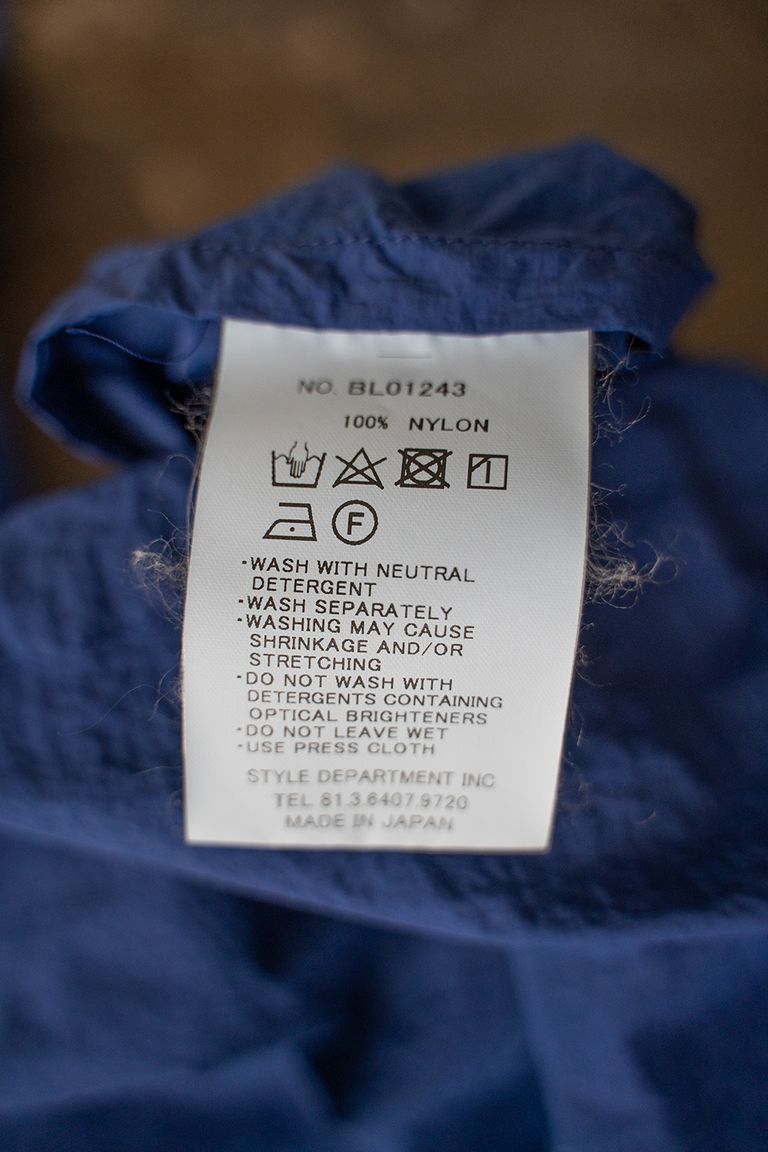 NO. BL01243
100% NYLON
F
·WASH WITH NEUTRAL
DETERGENT
·WASH SEPARATELY
·WASHING MAY CAUSE
SHRINKAGE AND/OR
STRETCHING
·DO NOT WASH WITH
DETERGENTS CONTAINING
OPTICAL BRIGHTENERS
·DO NOT LEAVE WET
·USE PRESS CLOTH
STYLE DEPARTMENT INC
TEL 81.3.6407.9720
MADE IN JAPAN